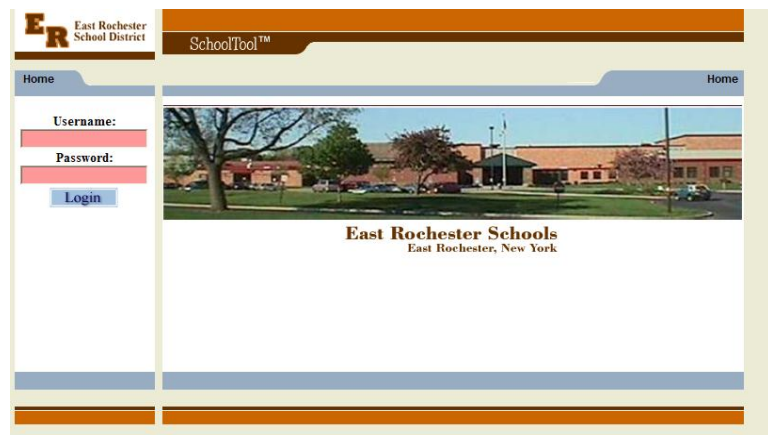 ER East Rochester
School District
SchoolTool™
Home
Home
Username:
Password:
Login
East Rochester Schools
East Rochester, New York